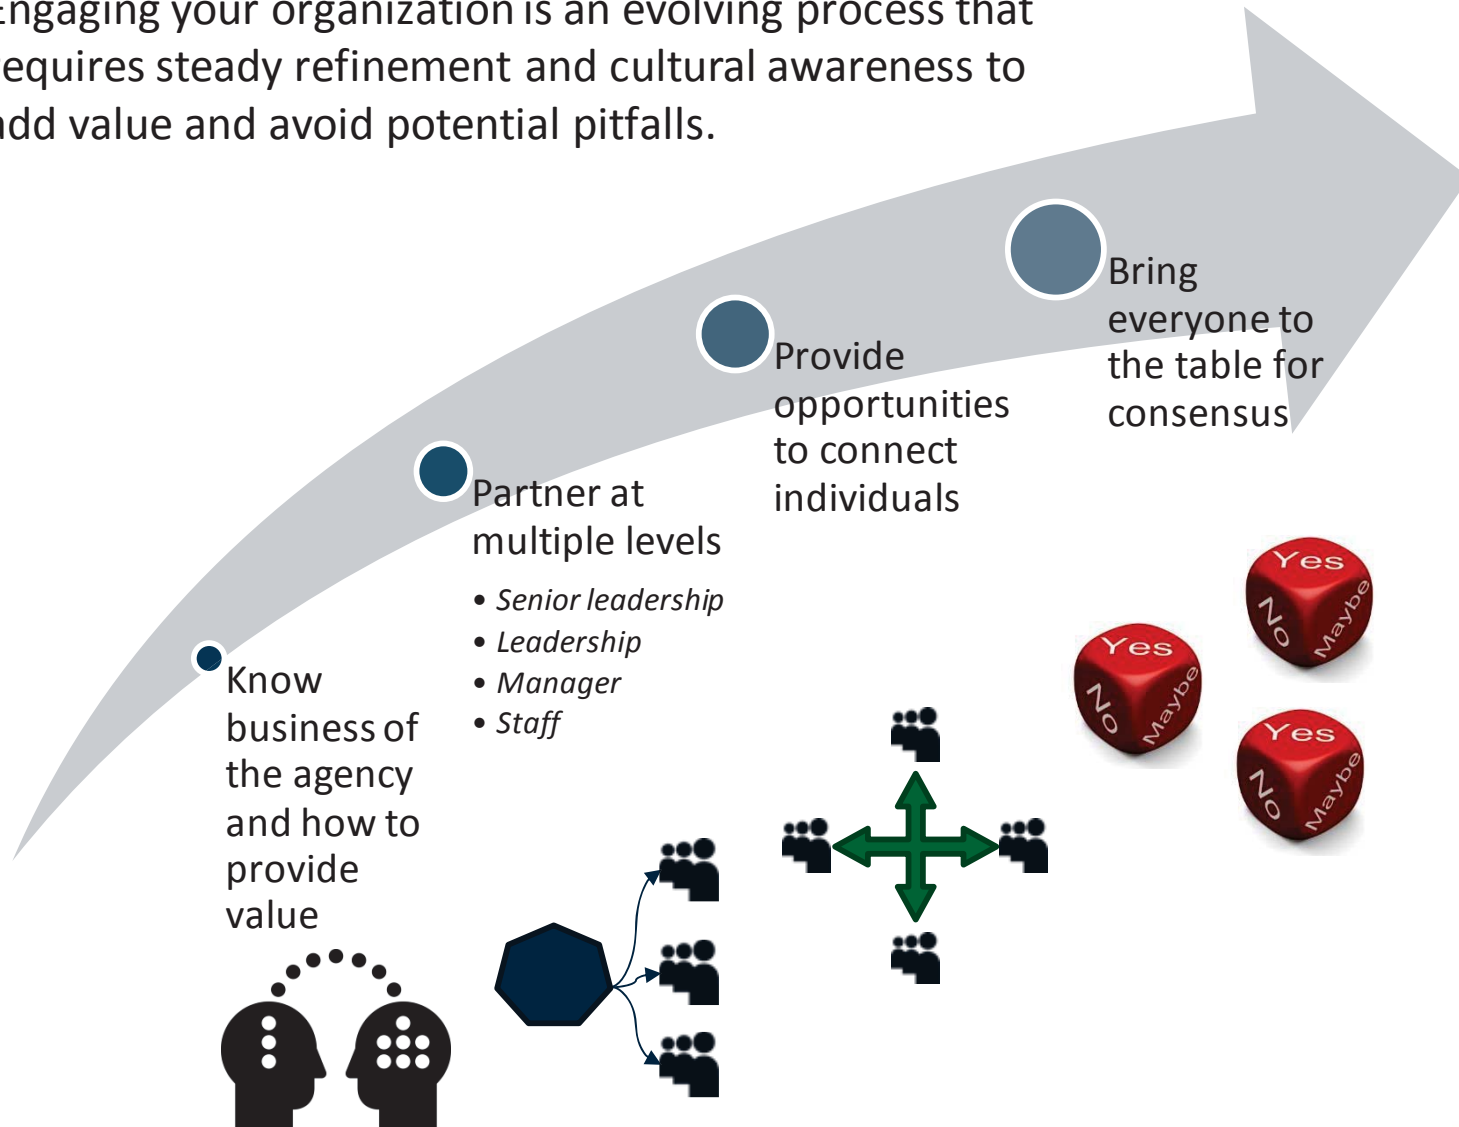 Engaging your organization is an evolving process that
requires steady refinement and cultural awareness to
add value and avoid potential pitfalls.
Know
business of
the agency
and how to
provide
value
Partner at
multiple levels
• Senior leadership
• Leadership
• Manager
• Staff
Provide
opportunities
to connect
individuals
Bring
everyone to
the table for
consensus
Yes
No
Maybe
Yes
No
Maybe
Yes
No
Maybe